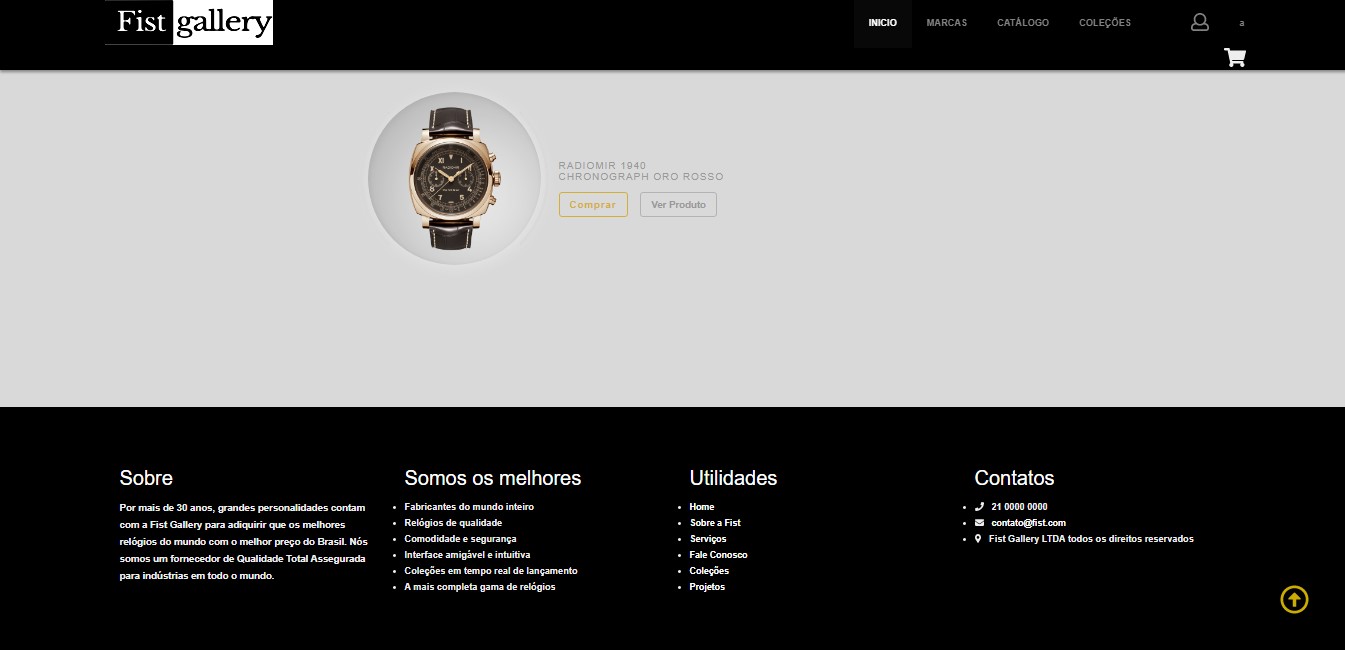 Fist gallery
INICIO MARCAS CATÁLOGO COLEÇÕES a
RADIOMIR 1940
CHRONOGRAPH ORO ROSSO
Comprar Ver Produto
Sobre
Por mais de 30 anos, grandes personalidades contam
com a Fist Gallery para adiquirir que os melhores
relógios do mundo com o melhor preço do Brasil. Nós
somos um fornecedor de Qualidade Total Assegurada
para indústrias em todo o mundo.
Somos os melhores
Fabricantes do mundo inteiro
Relógios de qualidade
Comodidade e segurança
Interface amigável e intuitiva
Coleções em tempo real de lançamento
A mais completa gama de relógios
Utilidades
Home
Sobre a Fist
Serviços
Fale Conosco
Coleções
Projetos
Contatos
21 0000 0000
contato@fist.com
Fist Gallery LTDA todos os direitos reservados